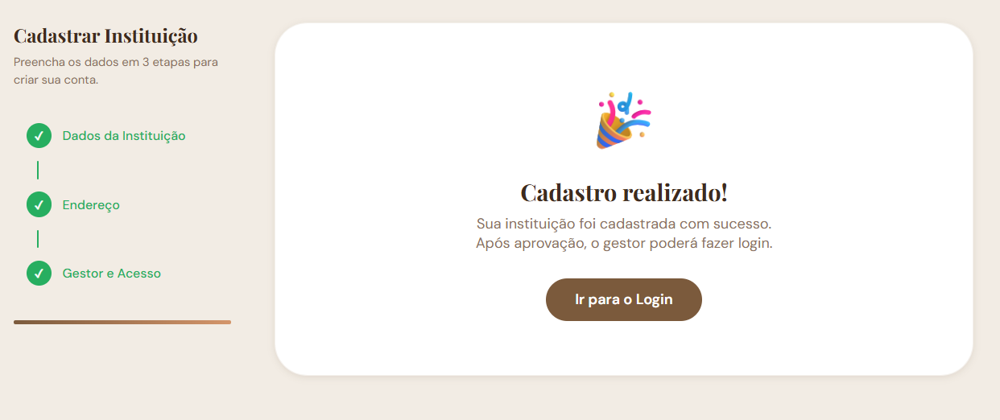 Cadastrar Instituição
Preencha os dados em 3 etapas para
criar sua conta.
Dados da Instituição
Endereço
Gestor e Acesso
Cadastro realizado!
Sua instituição foi cadastrada com sucesso.
Após aprovação, o gestor poderá fazer login.
Ir para o Login